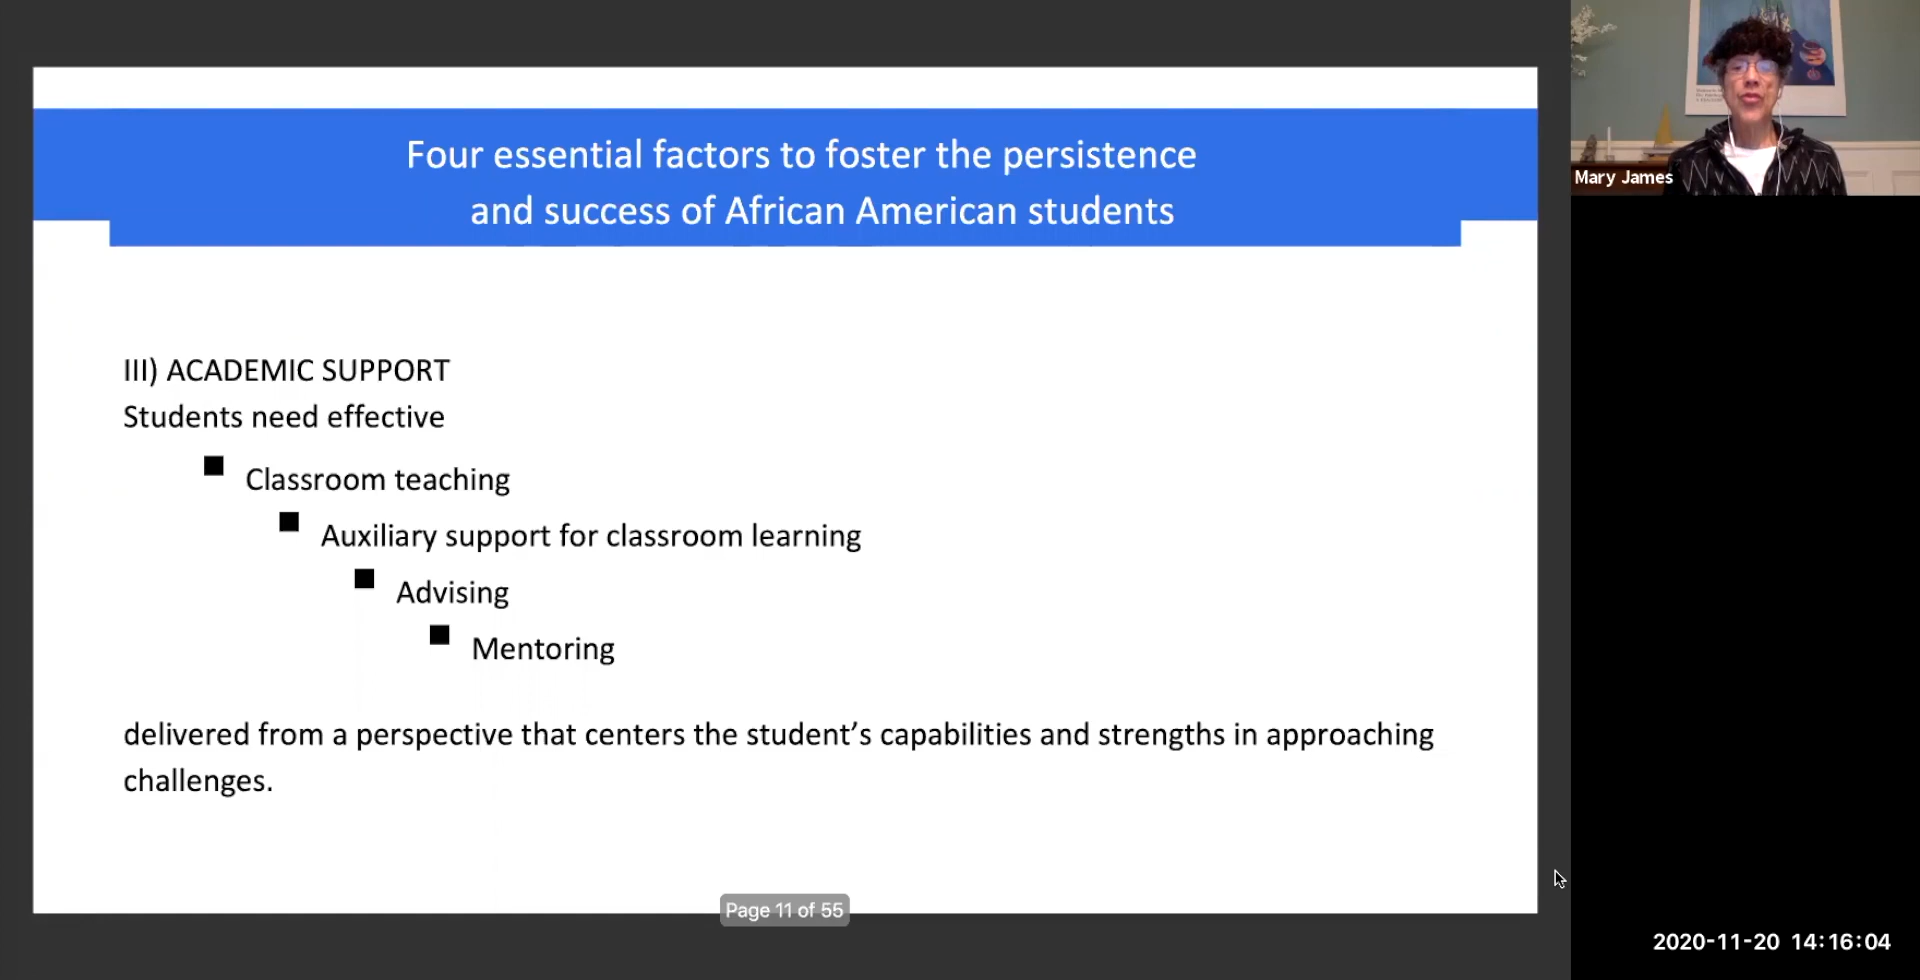 Four essential factors to foster the persistence
and success of African American students
III) ACADEMIC SUPPORT
Students need effective
Classroom teaching
Auxiliary support for classroom learning
Advising
Mentoring
delivered from a perspective that centers the student’s capabilities and strengths in approaching
challenges.
Page 11 of 55
Mary James
2020-11-20 14:16:04